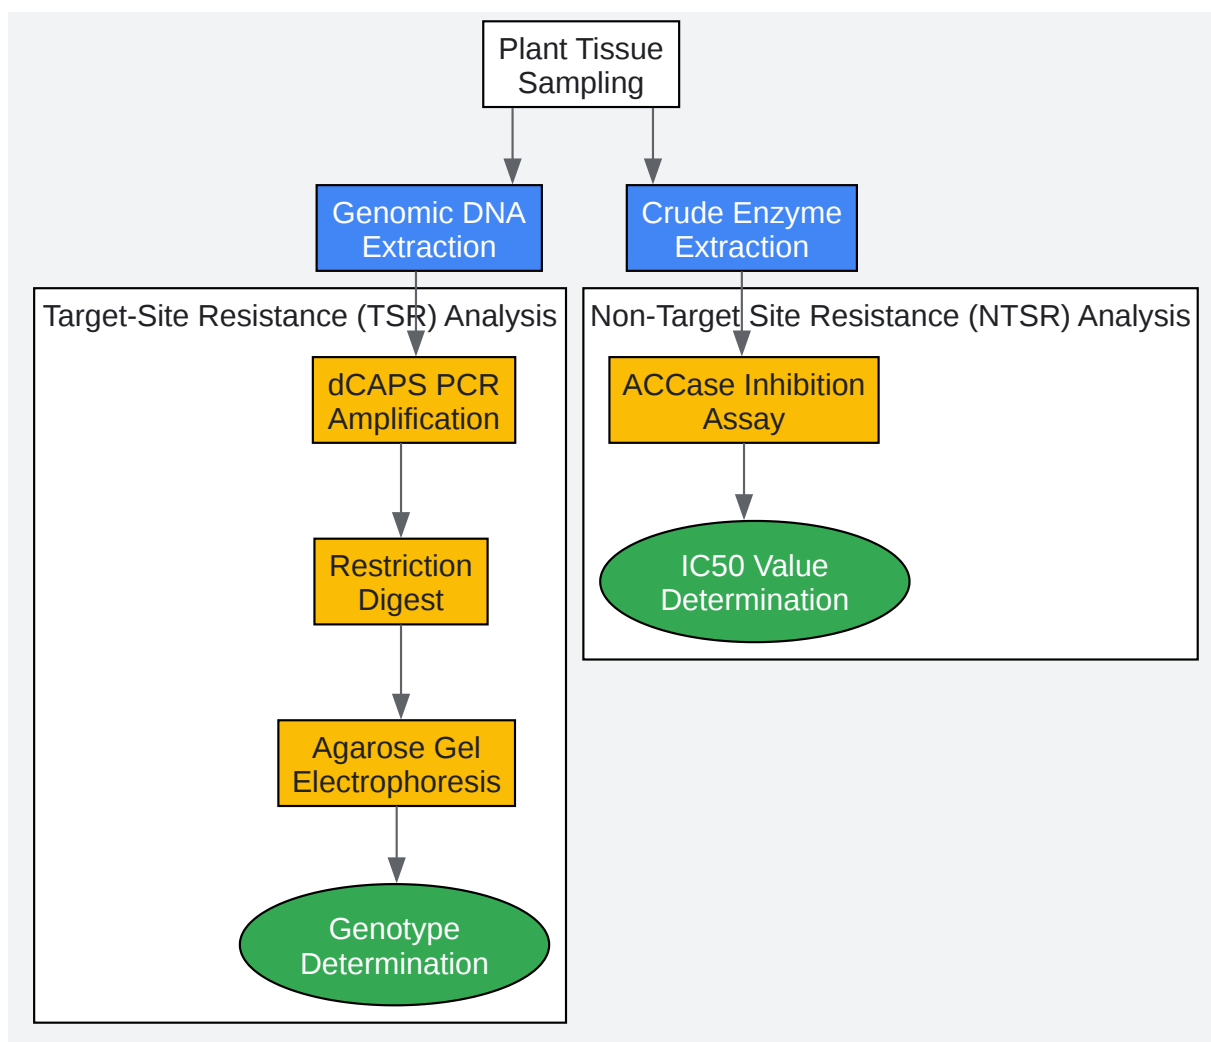 Plant Tissue
Sampling
Genomic DNA
Extraction
Crude Enzyme
Extraction
Target-Site Resistance (TSR) Analysis
Non-Target Site Resistance (NTSR) Analysis
dCAPS PCR
Amplification
ACCase Inhibition
Assay
Restriction
Digest
IC50 Value
Determination
Agarose Gel
Electrophoresis
Genotype
Determination